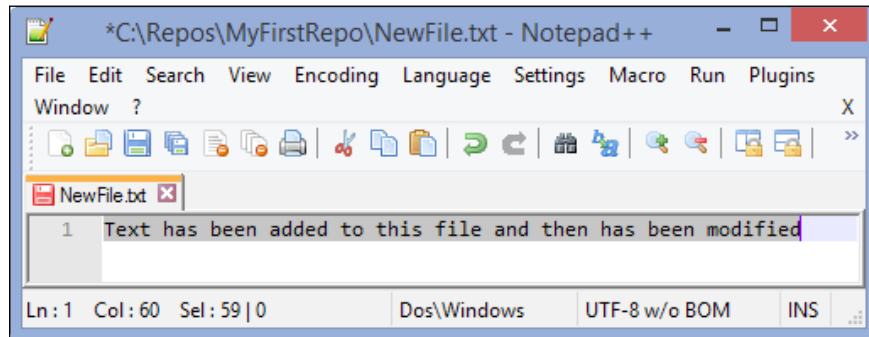 *C:\Repos\MyFirstRepo\NewFile.txt - Notepad++
File Edit Search View Encoding Language Settings Macro Run Plugins
Window ? X
NewFile.txt
1 Text has been added to this file and then has been modified
Ln : 1 Col : 60 Sel : 59 | 0 Dos\Windows UTF-8 w/o BOM INS